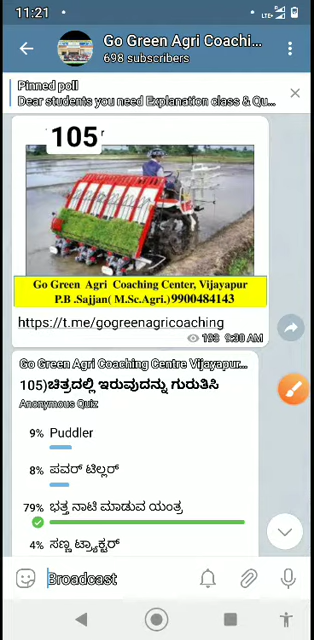 11:21
LTE
Go Green Agri Coachi...
698 subscribers
Pinned poll
Dear students you need Explanation class & Qu...
105
Go Green Agri Coaching Center, Vijayapur
P.B .Sajjan( M.Sc.Agri.)9900484143
https://t.me/gogreenagricoaching
193 9:30 AM
Go Green Agri Coaching Centre Vijayapur...
105)ಚಿತ್ರದಲ್ಲಿ ಇರುವುದನ್ನು ಗುರುತಿಸಿ
Anonymous Quiz
9% Puddler
8% ಪವರ್ ಟಿಲ್ಲರ್
79% ಭತ್ತ ನಾಟಿ ಮಾಡುವ ಯಂತ್ರ
4% ಸಣ್ಣ ಟ್ರ್ಯಾಕ್ಟರ್
Broadcast